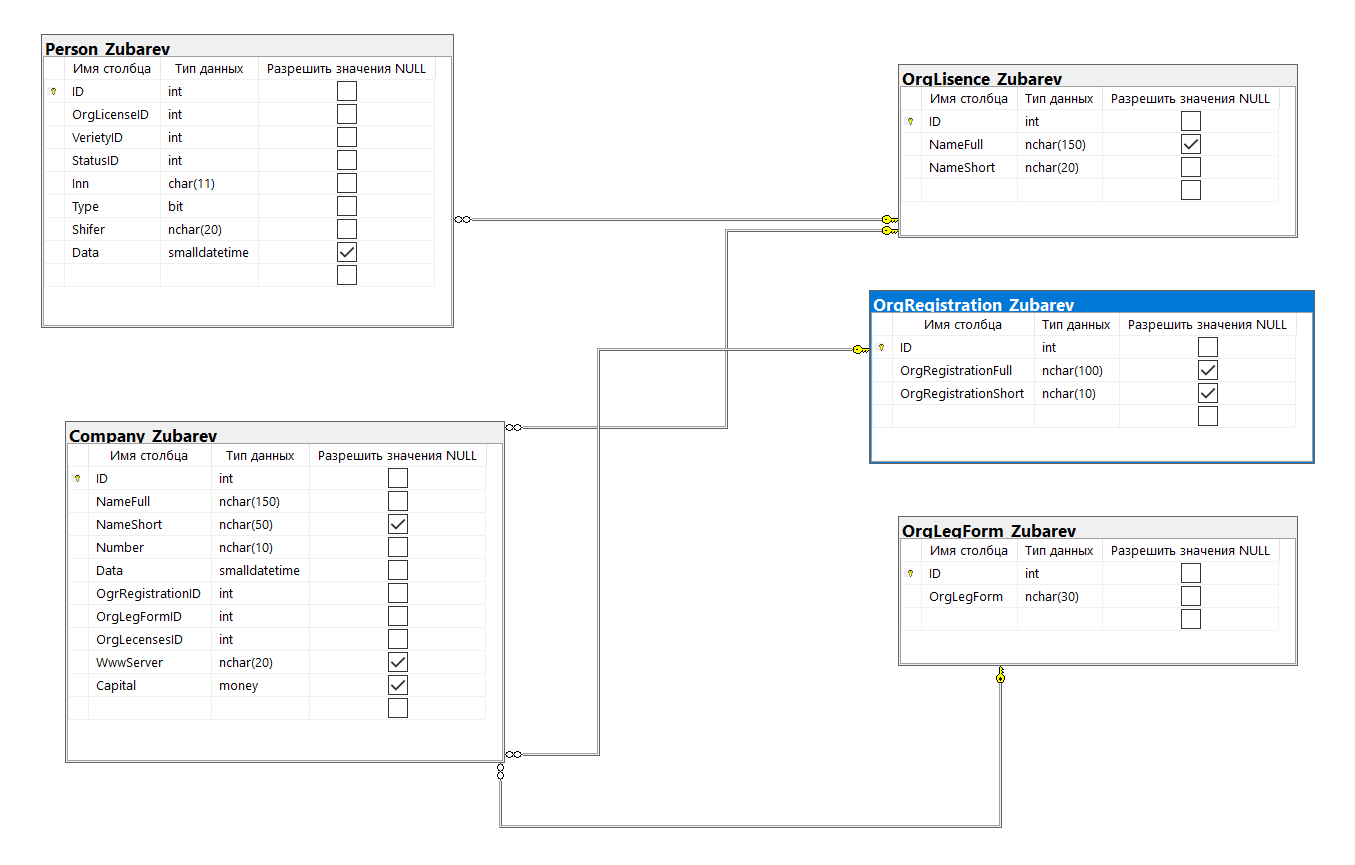 Person_Zubarev
Имя столбца Тип данных Разрешить значения NULL
ID int
OrgLicenseID int
VerietyID int
StatusID int
Inn char(11)
Type bit
Shifer nchar(20)
Data smalldatetime
OrgLisence_Zubarev
Имя столбца Тип данных Разрешить значения NULL
ID int
NameFull nchar(150)
NameShort nchar(20)
OrgRegistration_Zubarev
Имя столбца Тип данных Разрешить значения NULL
ID int
OrgRegistrationFull nchar(100)
OrgRegistrationShort nchar(10)
Company_Zubarev
Имя столбца Тип данных Разрешить значения NULL
ID int
NameFull nchar(150)
NameShort nchar(50)
Number nchar(10)
Data smalldatetime
OgrRegistrationID int
OrgLegFormID int
OrgLecensesID int
WwwServer nchar(20)
Capital money
OrgLegForm_Zubarev
Имя столбца Тип данных Разрешить значения NULL
ID int
OrgLegForm nchar(30)